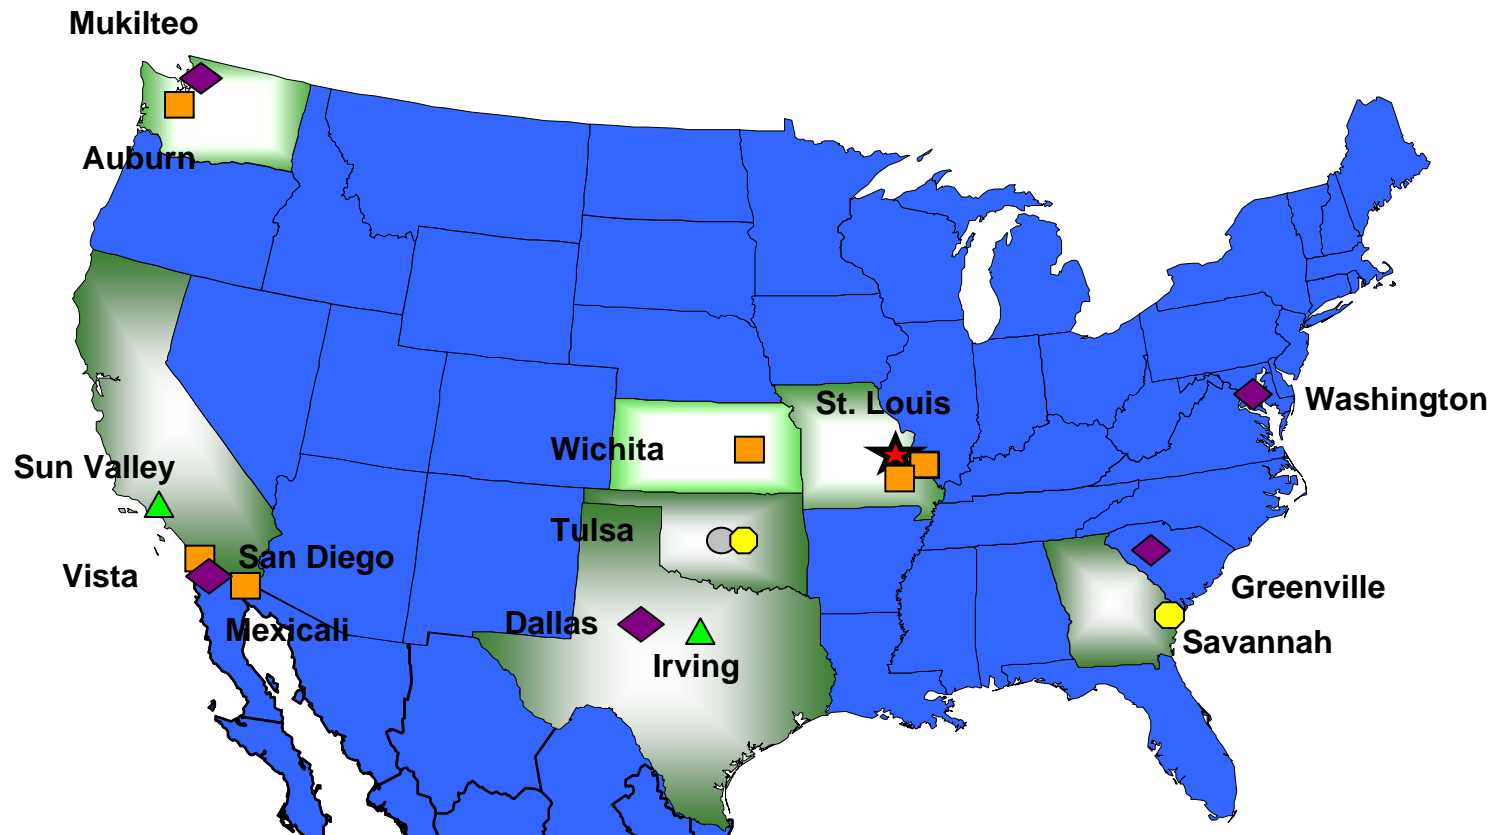 Mukilteo
Auburn
Washington
St. Louis
Wichita
Sun Valley
Tulsa
San Diego
Vista
Greenville
Dallas
Mexicali
Savannah
Irving